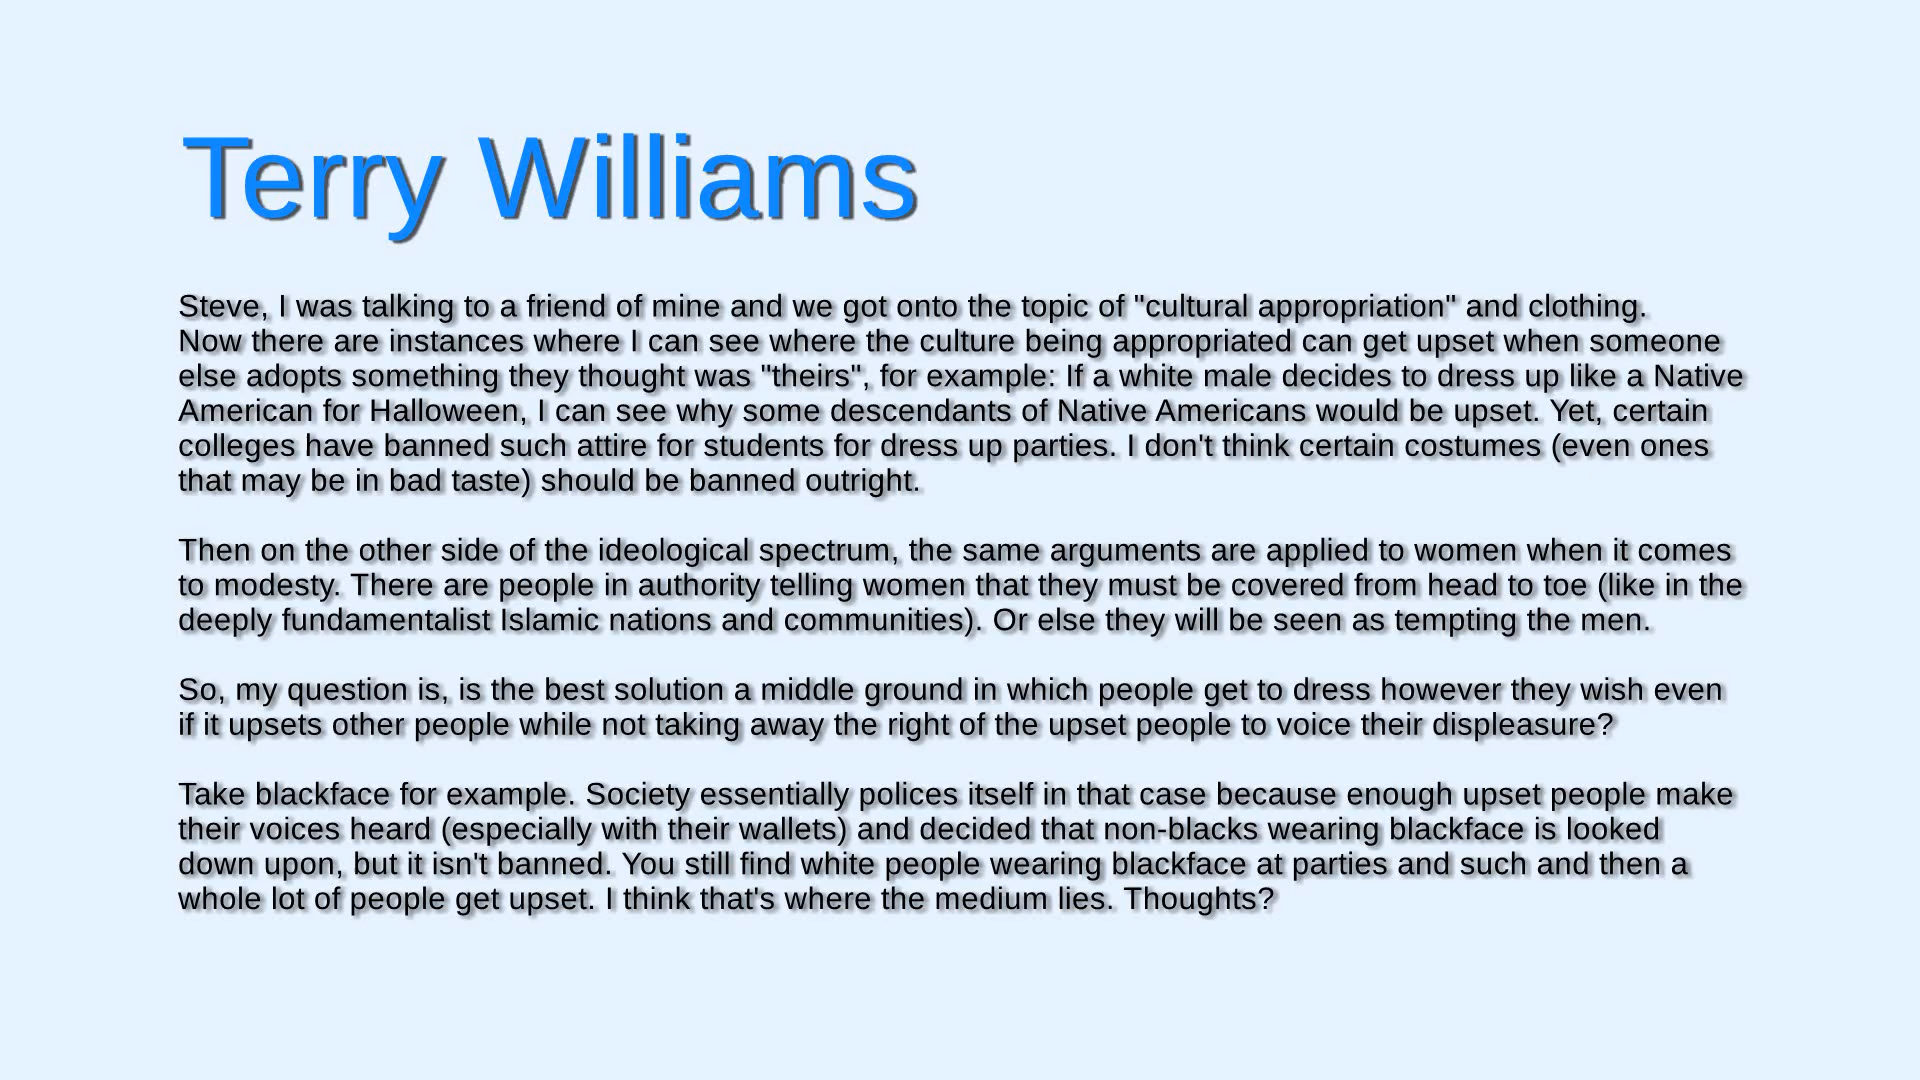 Terry Williams
Steve, I was talking to a friend of mine and we got onto the topic of "cultural appropriation" and clothing.
Now there are instances where I can see where the culture being appropriated can get upset when someone
else adopts something they thought was "theirs", for example: If a white male decides to dress up like a Native
American for Halloween, I can see why some descendants of Native Americans would be upset. Yet, certain
colleges have banned such attire for students for dress up parties. I don't think certain costumes (even ones
that may be in bad taste) should be banned outright.
Then on the other side of the ideological spectrum, the same arguments are applied to women when it comes
to modesty. There are people in authority telling women that they must be covered from head to toe (like in the
deeply fundamentalist Islamic nations and communities). Or else they will be seen as tempting the men.
So, my question is, is the best solution a middle ground in which people get to dress however they wish even
if it upsets other people while not taking away the right of the upset people to voice their displeasure?
Take blackface for example. Society essentially polices itself in that case because enough upset people make
their voices heard (especially with their wallets) and decided that non-blacks wearing blackface is looked
down upon, but it isn't banned. You still find white people wearing blackface at parties and such and then a
whole lot of people get upset. I think that's where the medium lies. Thoughts?